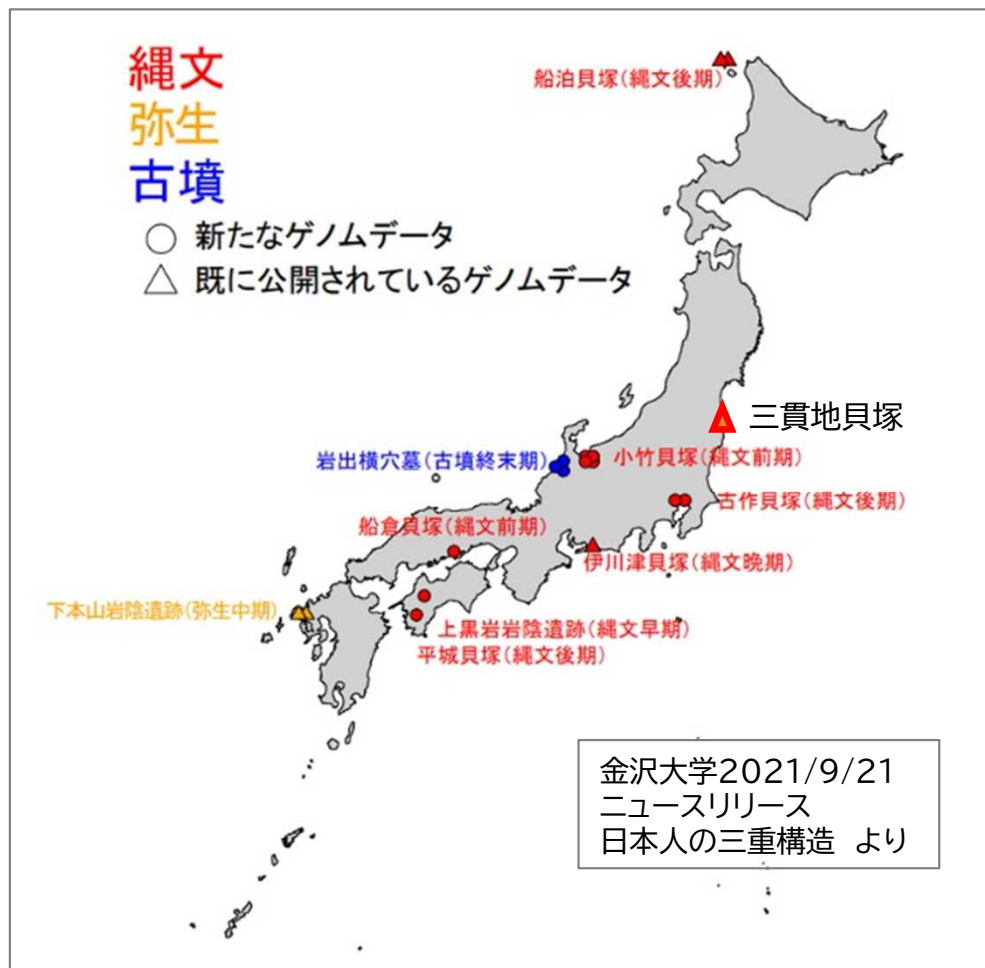 縄文
弥生
古墳
○ 新たなゲノムデータ
△ 既に公開されているゲノムデータ
船泊貝塚(縄文後期)
三貫地貝塚
岩出横穴墓(古墳終末期)
小竹貝塚(縄文前期)
古作貝塚(縄文後期)
船倉貝塚(縄文前期)
伊川津貝塚(縄文晩期)
下本山岩陰遺跡(弥生中期)
上黒岩岩陰遺跡(縄文早期)
平城貝塚(縄文後期)
金沢大学2021/9/21
ニュースリリース
日本人の三重構造 より